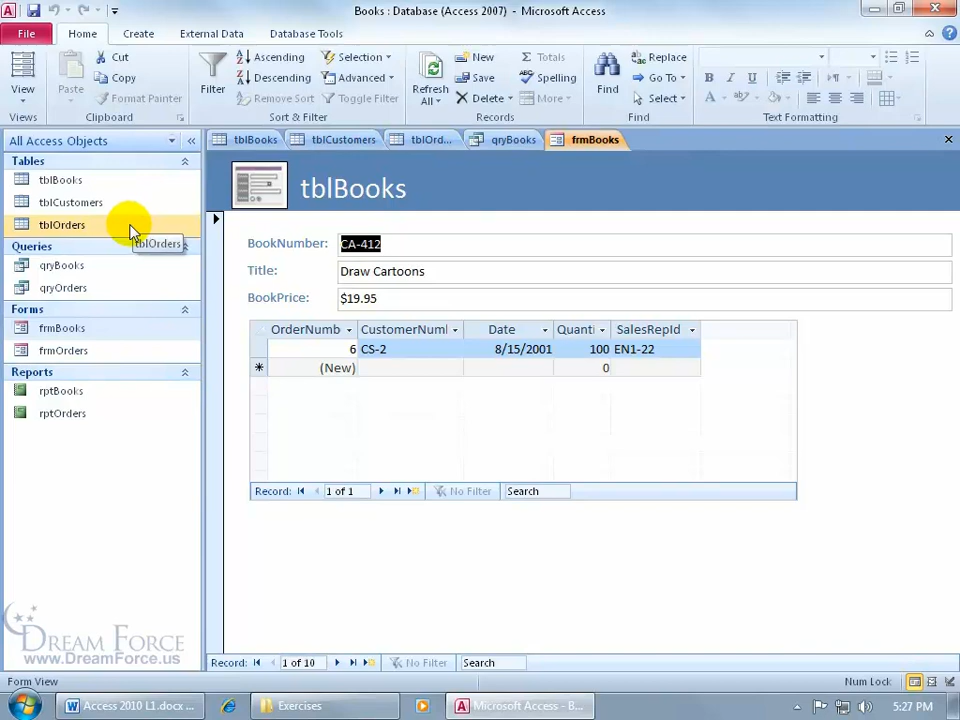 Books : Database (Access 2007) - Microsoft Access
File Home Create External Data Database Tools
View
Views
Paste
Cut
Copy
Format Painter
Clipboard
Filter
Ascending
Descending
Remove Sort
Selection
Advanced
Toggle Filter
Sort & Filter
Refresh
All
New
Save
Delete
Totals
Spelling
More
Records
Find
Replace
Go To
Select
Find
B I U
A ab
Text Formatting
All Access Objects
Tables
tblBooks
tblCustomers
tblOrders
tblOrders
Queries
qryBooks
qryOrders
Forms
frmBooks
frmOrders
Reports
rptBooks
rptOrders
DREAM FORCE
www.DreamForce.us
tblBooks tblCustomers tblOrd... qryBooks frmBooks
tblBooks
BookNumber: CA-412
Title: Draw Cartoons
BookPrice: $19.95
OrderNumb CustomerNuml Date Quanti SalesRepId
6 CS-2 8/15/2001 100 EN1-22
(New) 0
Record: 1 of 1 No Filter Search
Record: 1 of 10 No Filter Search
Form View Num Lock
Access 2010 L1.docx ... Exercises Microsoft Access - B... 5:27 PM